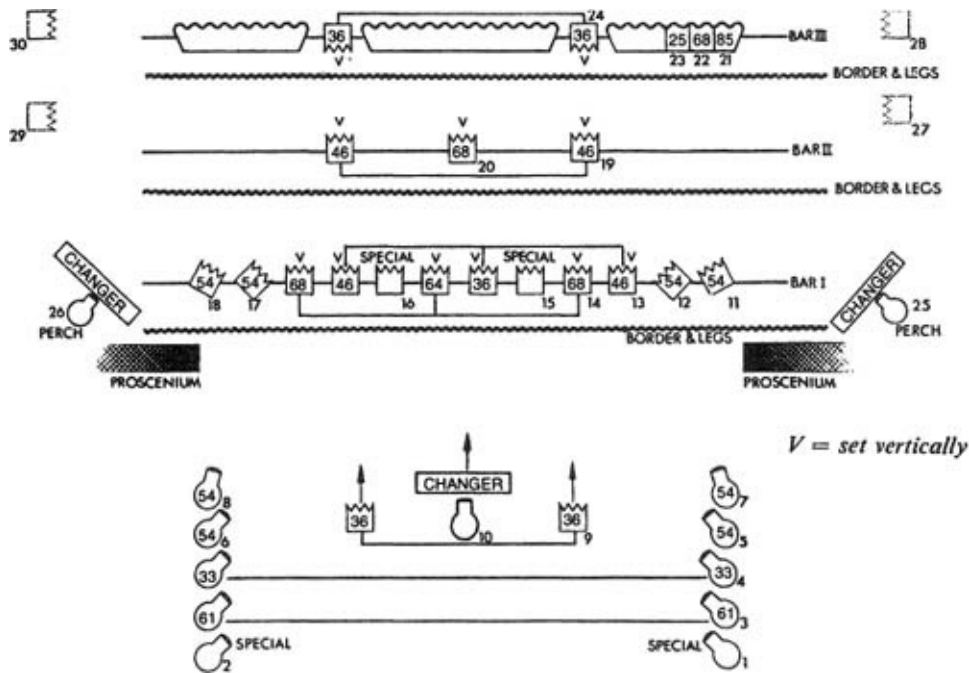 24
30 36 36 25 68 85 BAR III 28
23 22 21
V V BORDER & LEGS
29 V V V 27
46 68 46 BAR II
20 19
BORDER & LEGS
CHANGER SPECIAL SPECIAL CHANGER
V V V V V V
54 54 68 46 64 36 68 46 54 54 BAR I
26 18 17 16 15 14 13 12 11 25
PERCH PERCH
BORDER & LEGS
PROSCENIUM PROSCENIUM
V = set vertically
54 8 CHANGER 54 7
54 6 36 10 36 9 54 5
33 33 4
61 61 3
SPECIAL SPECIAL
2 1